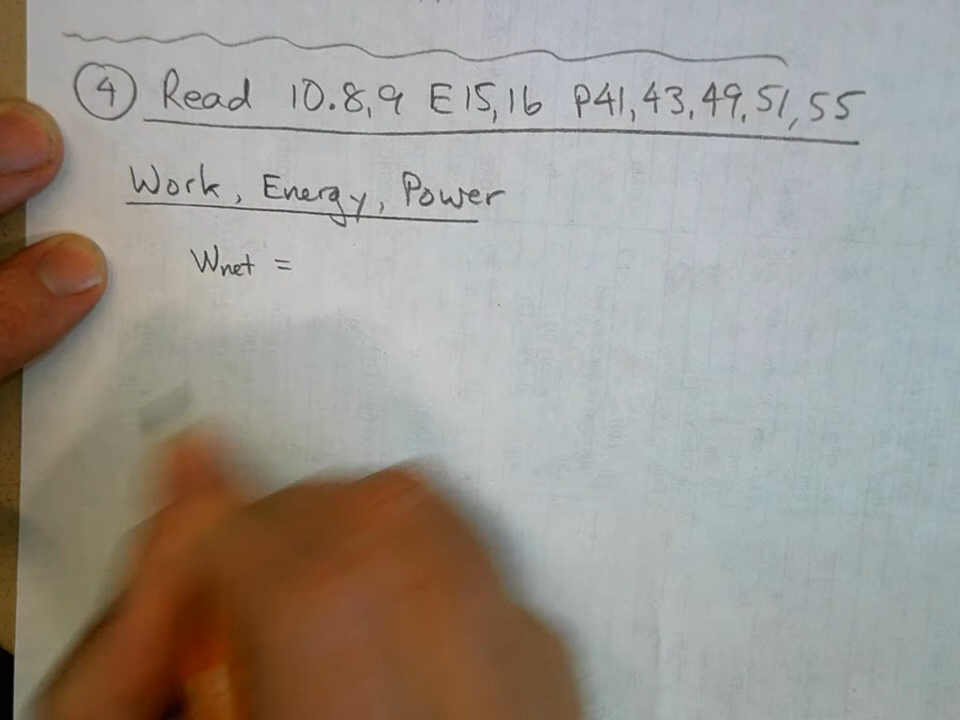 ④ Read 10.8,9 E15,16 P41,43,49,51,55
Work, Energy, Power
Wnet =